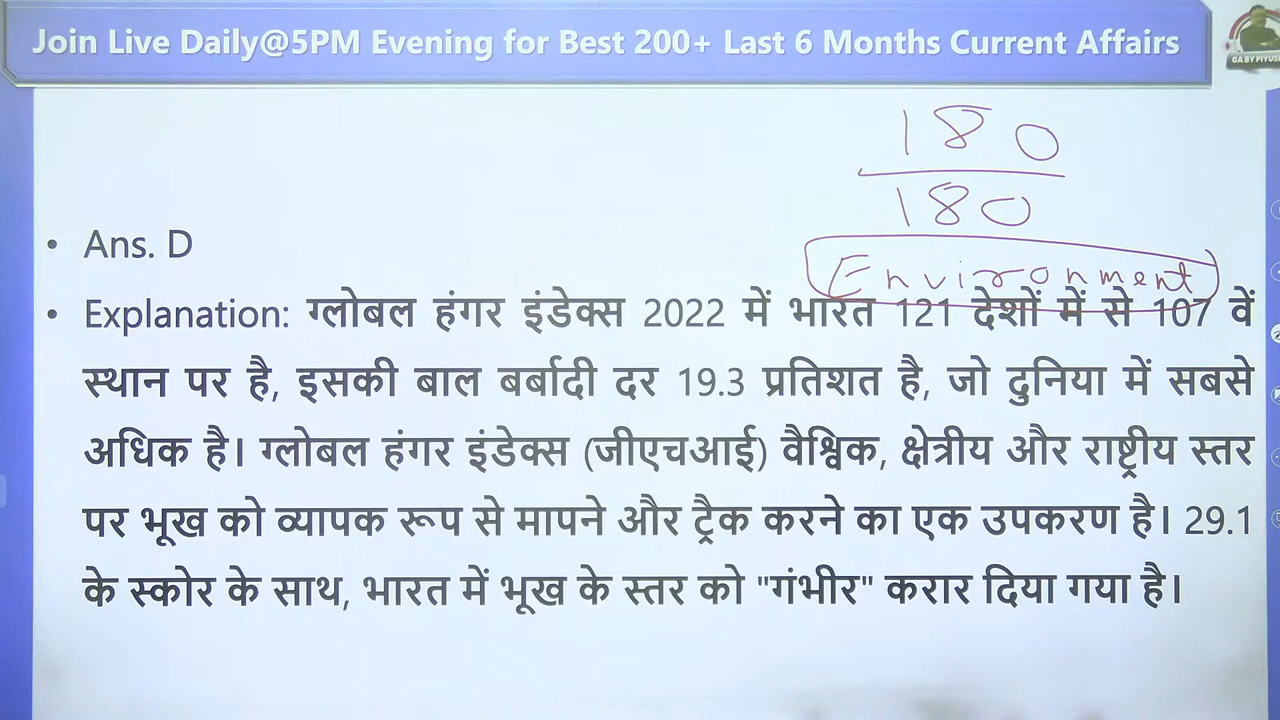 Join Live Daily@5PM Evening for Best 200+ Last 6 Months Current Affairs
180
180
Environment
• Ans. D
• Explanation: ग्लोबल हंगर इंडेक्स 2022 में भारत 121 देशों में से 107 वें
स्थान पर है, इसकी बाल बर्बादी दर 19.3 प्रतिशत है, जो दुनिया में सबसे
अधिक है। ग्लोबल हंगर इंडेक्स (जीएचआई) वैश्विक, क्षेत्रीय और राष्ट्रीय स्तर
पर भूख को व्यापक रूप से मापने और ट्रैक करने का एक उपकरण है। 29.1
के स्कोर के साथ, भारत में भूख के स्तर को "गंभीर" करार दिया गया है।